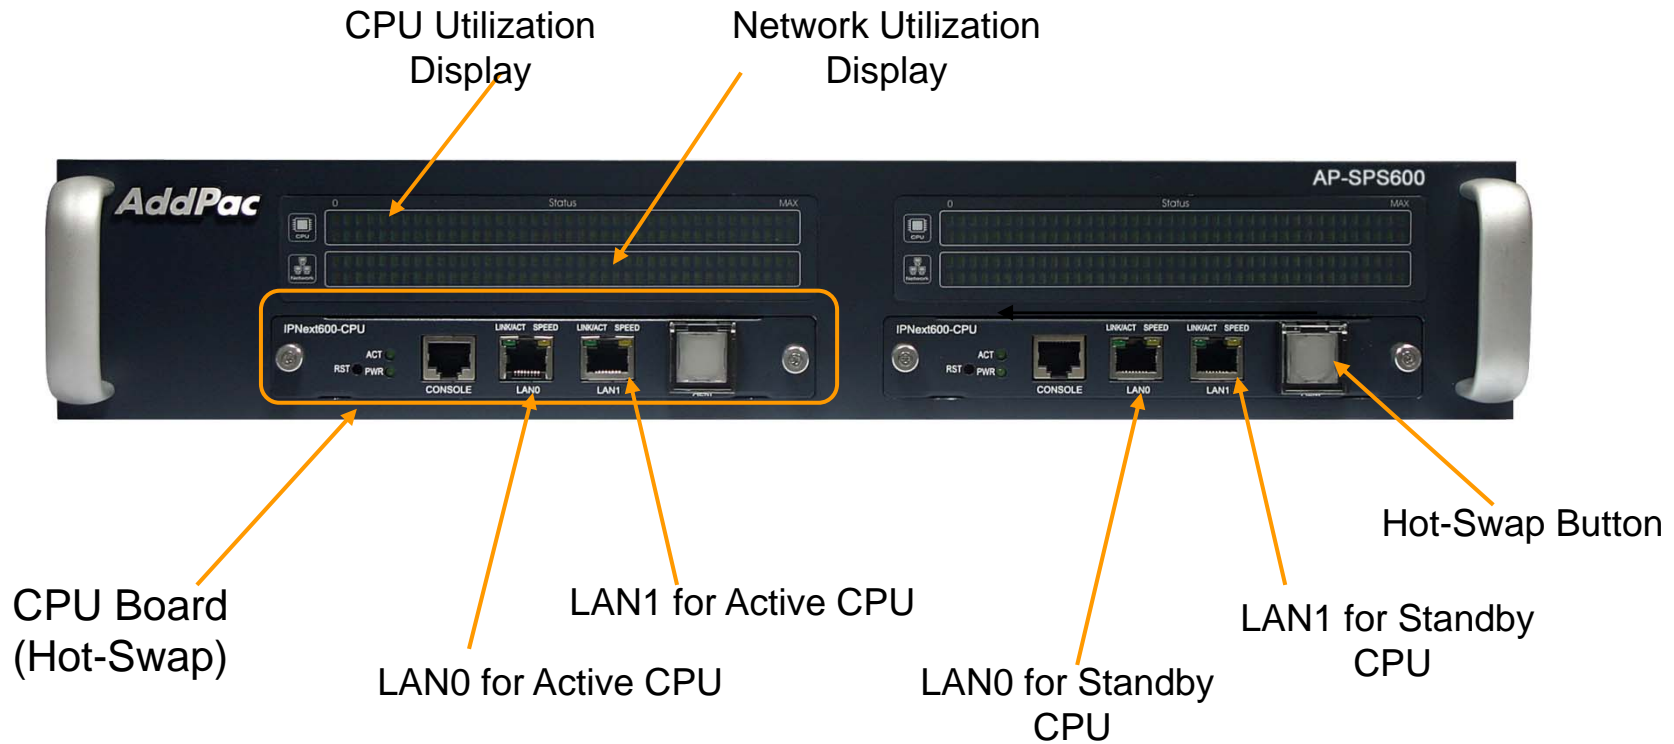 CPU Utilization
Display
Network Utilization
Display
AddPac
AP-SPS600
0 Status MAX
CPU
Network
0 Status MAX
CPU
Network
IPNext600-CPU
LINK/ACT SPEED LINK/ACT SPEED
ACT
RST PWR
CONSOLE LAN0 LAN1
IPNext600-CPU
LINK/ACT SPEED LINK/ACT SPEED
ACT
RST PWR
CONSOLE LAN0 LAN1
Hot-Swap Button
CPU Board
(Hot-Swap)
LAN1 for Active CPU
LAN0 for Active CPU
LAN1 for Standby
CPU
LAN0 for Standby
CPU